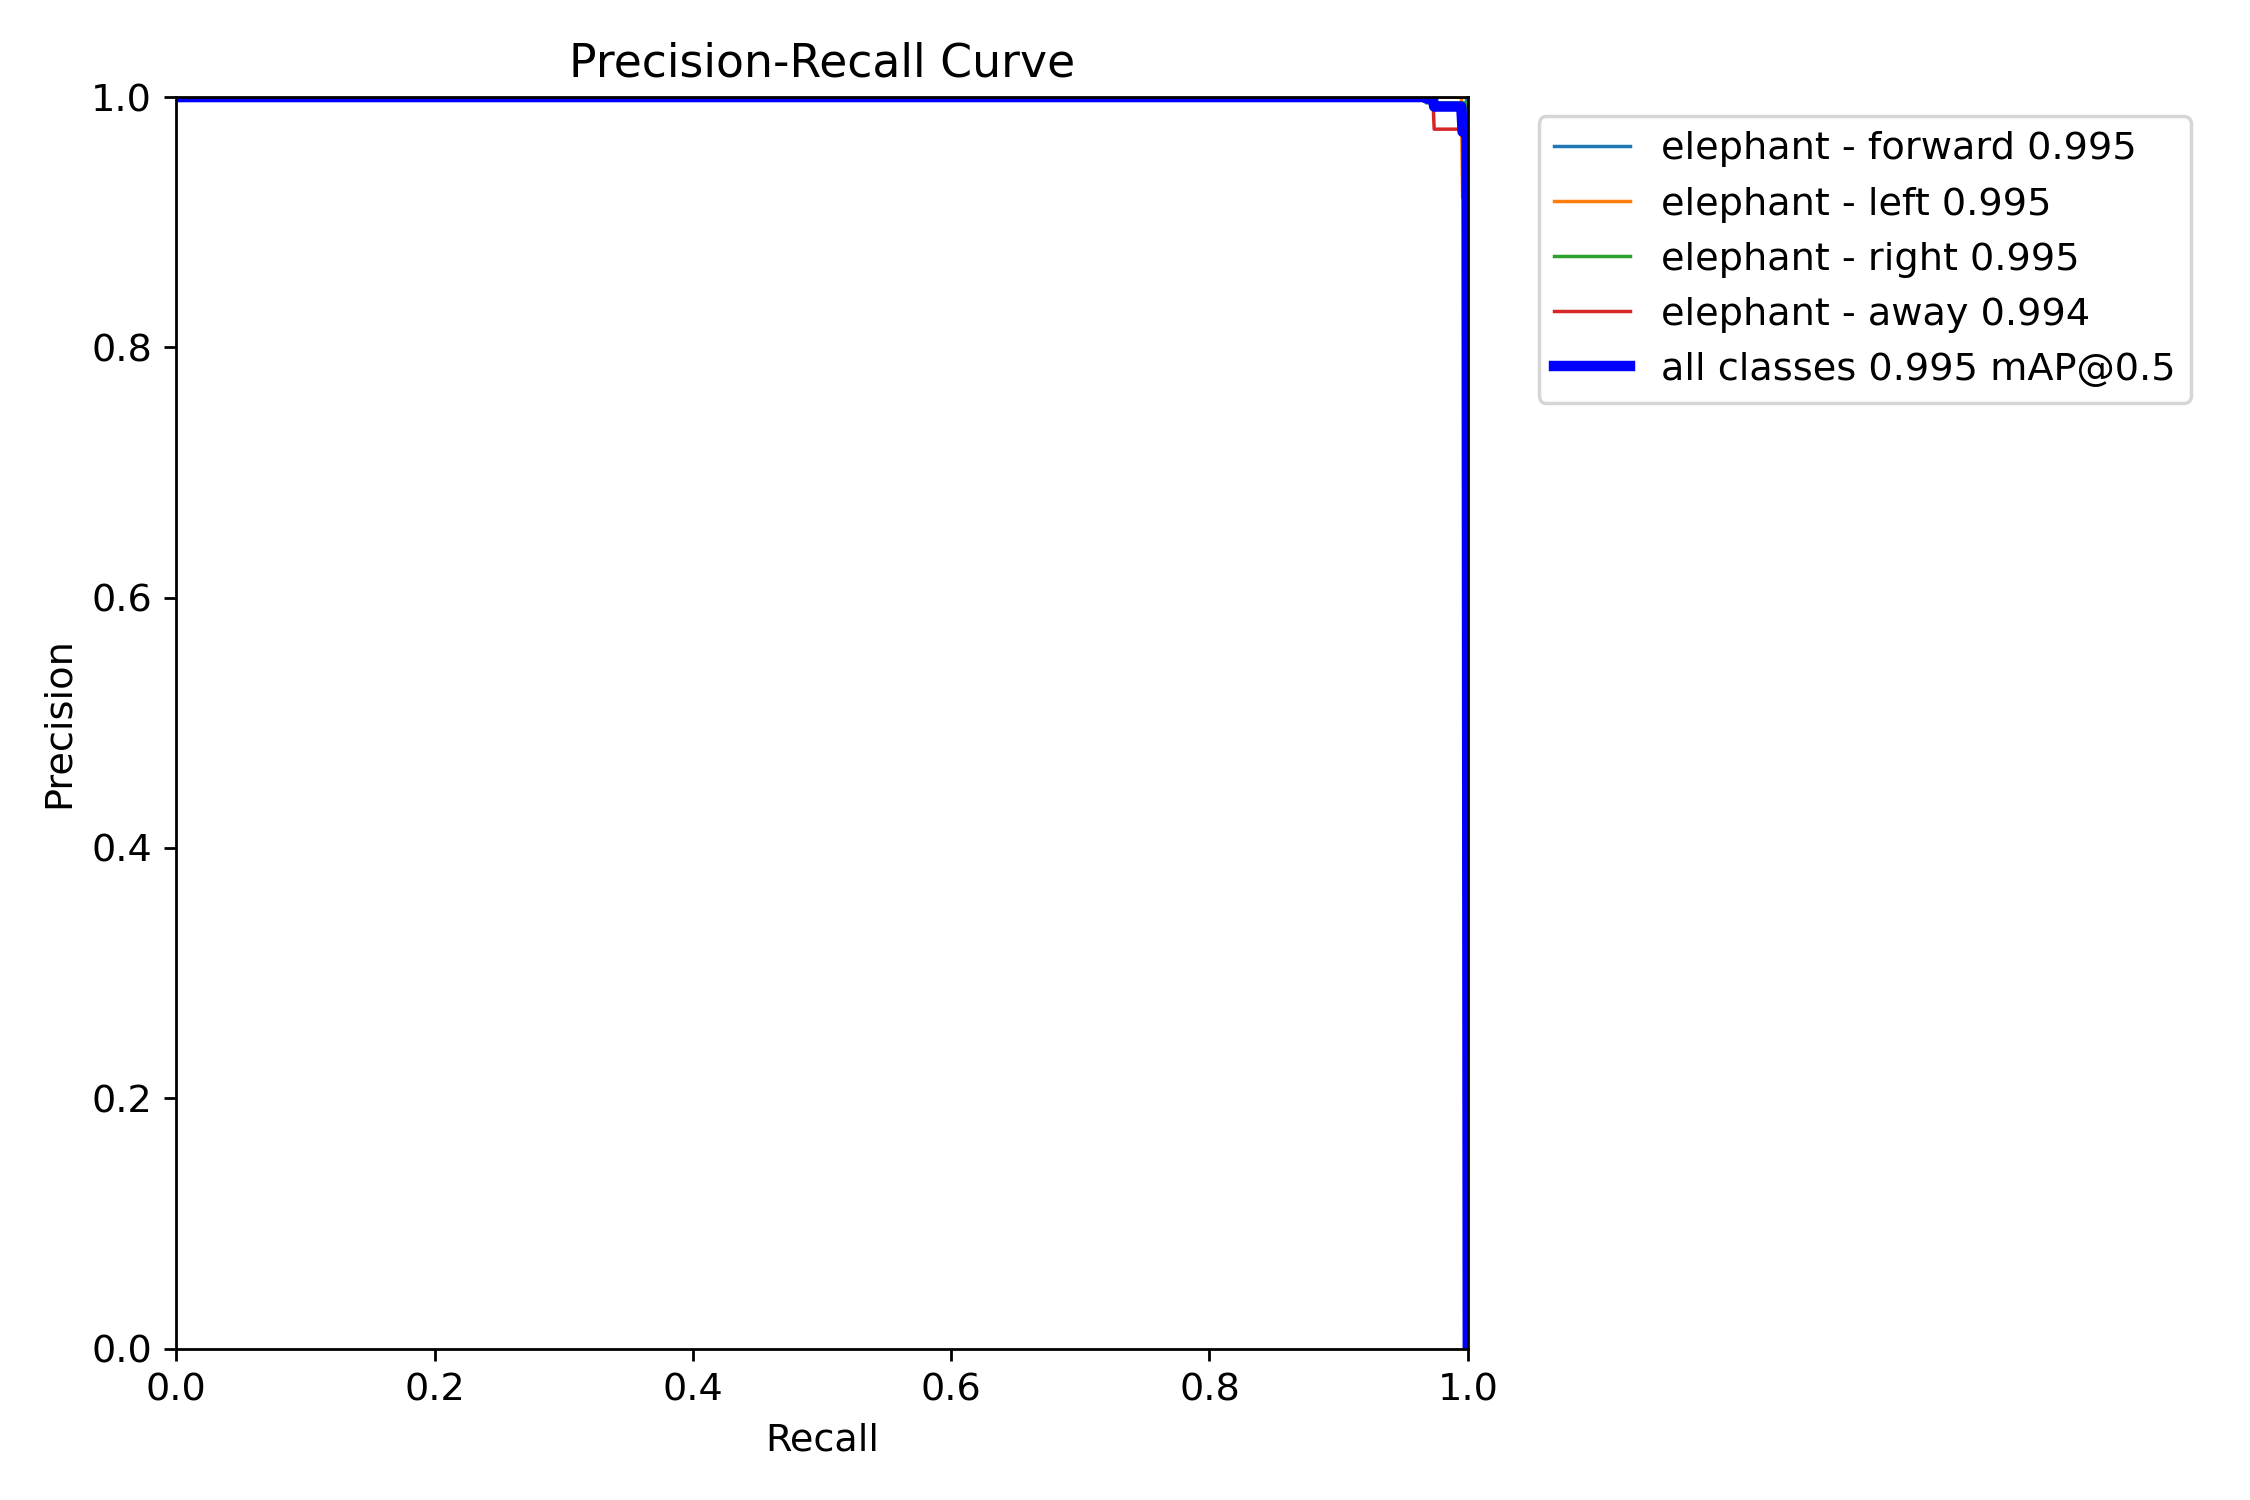 Precision-Recall Curve
1.0
0.8
0.6
0.4
0.2
0.0
Precision
0.0 0.2 0.4 0.6 0.8 1.0
Recall
elephant - forward 0.995
elephant - left 0.995
elephant - right 0.995
elephant - away 0.994
all classes 0.995 mAP@0.5